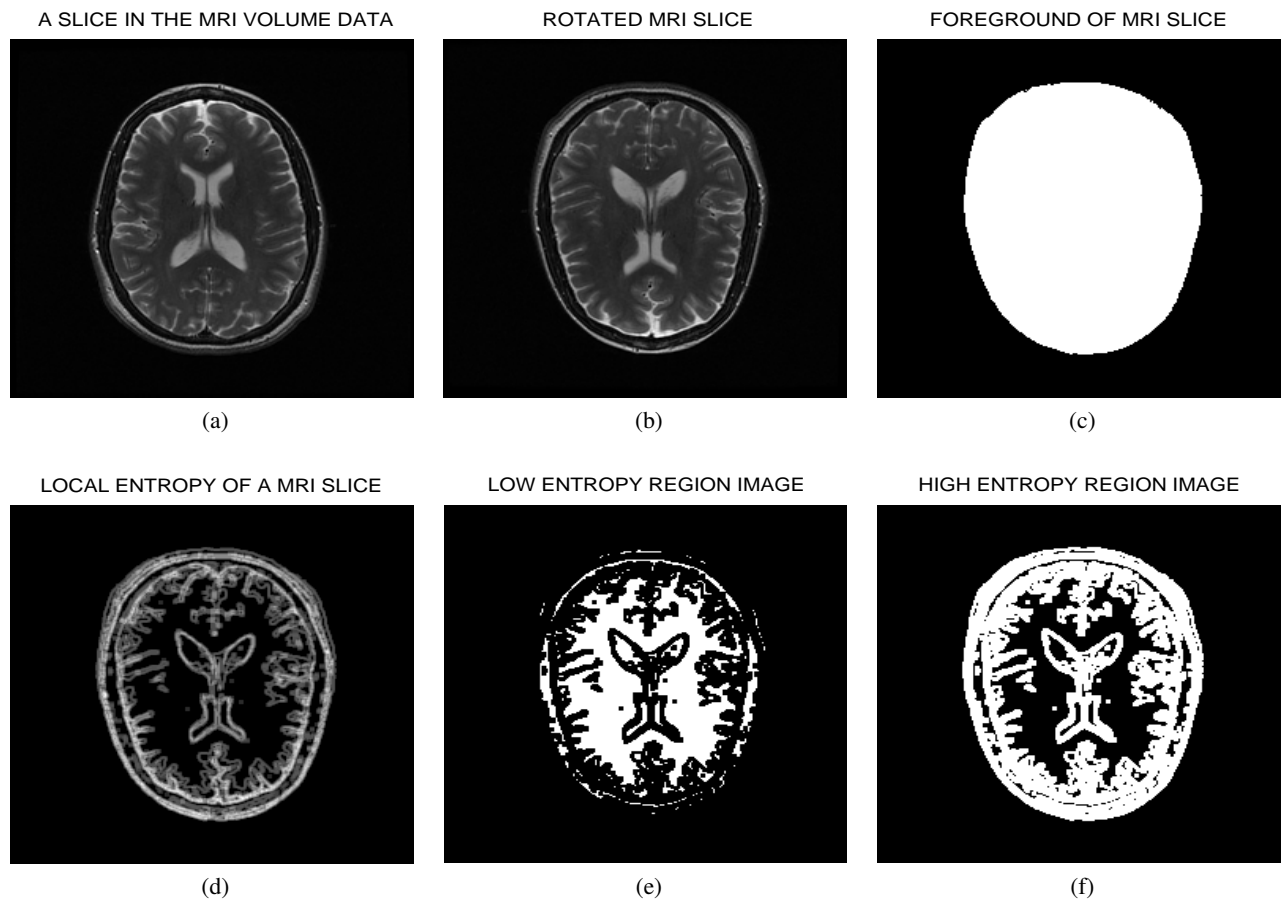 A SLICE IN THE MRI VOLUME DATA
ROTATED MRI SLICE
FOREGROUND OF MRI SLICE
(a)
(b)
(c)
LOCAL ENTROPY OF A MRI SLICE
LOW ENTROPY REGION IMAGE
HIGH ENTROPY REGION IMAGE
(d)
(e)
(f)